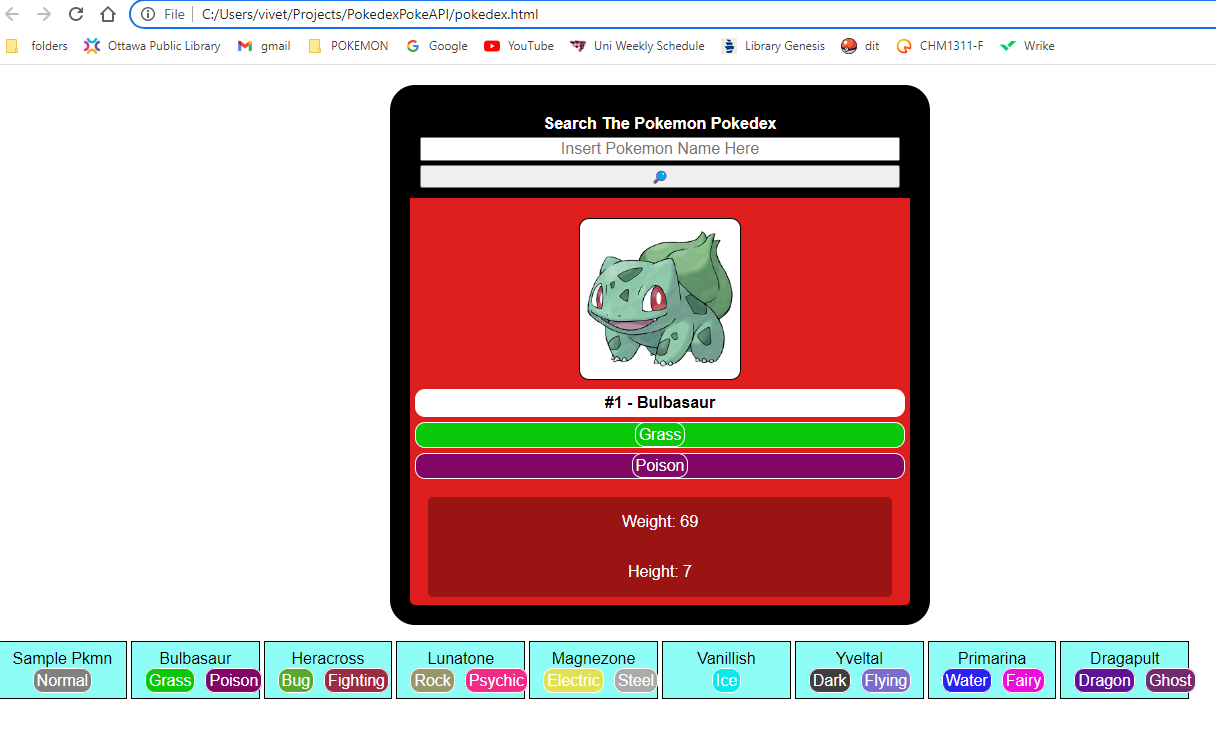 File C:/Users/vivet/Projects/PokedexPokeAPI/pokedex.html
folders Ottawa Public Library gmail POKEMON Google YouTube Uni Weekly Schedule Library Genesis dit CHM1311-F Wrike
Search The Pokemon Pokedex
Insert Pokemon Name Here
#1 - Bulbasaur
Grass
Poison
Weight: 69
Height: 7
Sample Pkmn Bulbasaur Heracross Lunatone Magnezone Vanillish Yveltal Primarina Dragapult
Normal Grass Poison Bug Fighting Rock Psychic Electric Steel Ice Dark Flying Water Fairy Dragon Ghost